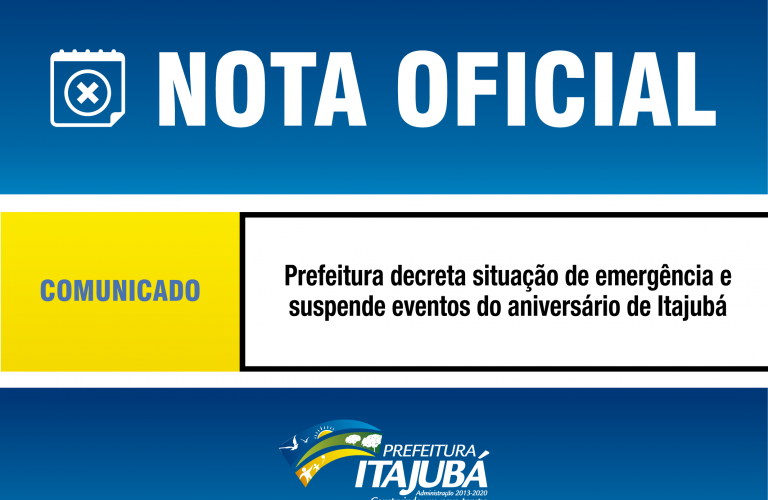 NOTA OFICIAL
COMUNICADO
Prefeitura decreta situação de emergência e
suspende eventos do aniversário de Itajubá
PREFEITURA
ITAJUBÁ
Administração 2013-2020